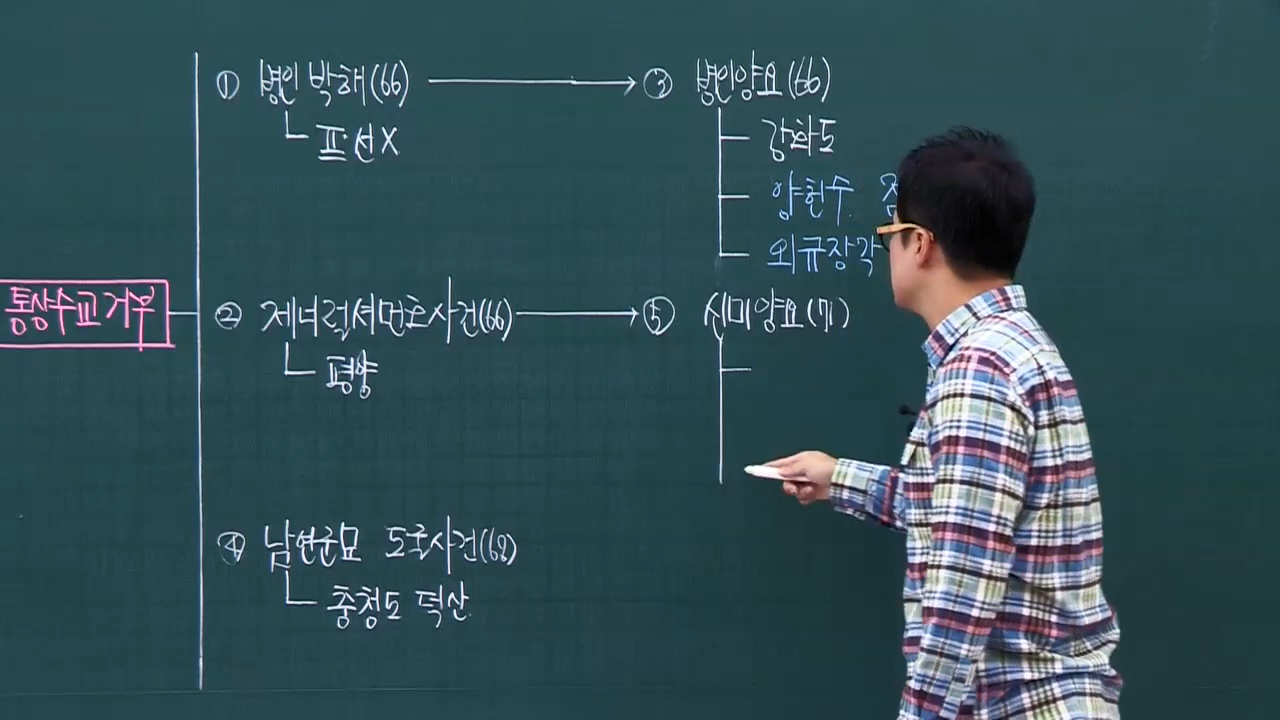 통상수교 거부
① 병인 박해(66)
프·선X
② 제너럴셔먼호사건(66)
평양
④ 남연군묘 도굴사건(68)
충청도 덕산
③ 병인양요(66)
강화도
양헌수
외규장각
⑤ 신미양요(71)